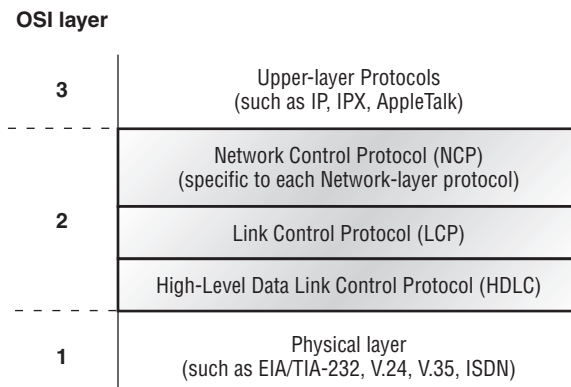 OSI layer
3
Upper-layer Protocols
(such as IP, IPX, AppleTalk)
Network Control Protocol (NCP)
(specific to each Network-layer protocol)
2
Link Control Protocol (LCP)
High-Level Data Link Control Protocol (HDLC)
1
Physical layer
(such as EIA/TIA-232, V.24, V.35, ISDN)